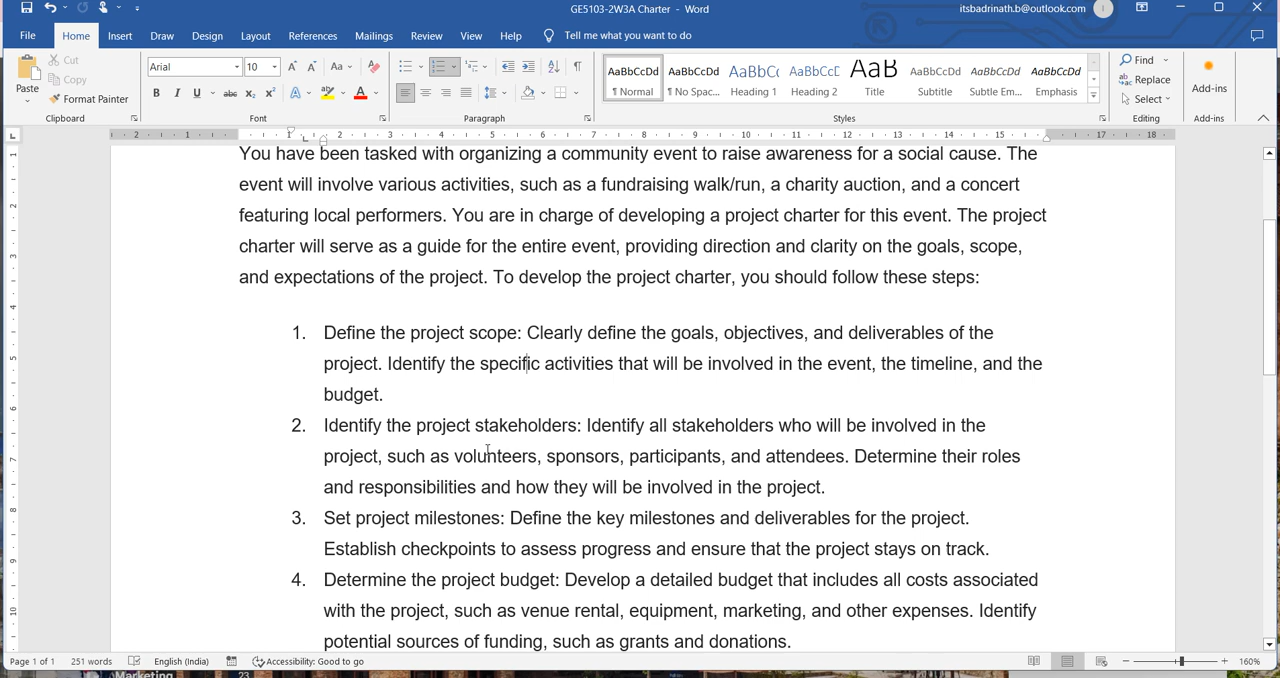 GE5103-2W3A Charter - Word
itsbadrinath.b@outlook.com
I
File Home Insert Draw Design Layout References Mailings Review View Help Tell me what you want to do
Paste
Cut
Copy
Format Painter
Clipboard
Arial 10
Font
Paragraph
AaBbCcDd AaBbCcDd AaBbCc AaBbCcD AaB AaBbCcDd AaBbCcDd AaBbCcDd
¶ Normal ¶ No Spac... Heading 1 Heading 2 Title Subtitle Subtle Em... Emphasis
Styles
Find
Replace
Select
Editing
Add-ins
Add-ins
You have been tasked with organizing a community event to raise awareness for a social cause. The
event will involve various activities, such as a fundraising walk/run, a charity auction, and a concert
featuring local performers. You are in charge of developing a project charter for this event. The project
charter will serve as a guide for the entire event, providing direction and clarity on the goals, scope,
and expectations of the project. To develop the project charter, you should follow these steps:
1. Define the project scope: Clearly define the goals, objectives, and deliverables of the
project. Identify the specific activities that will be involved in the event, the timeline, and the
budget.
2. Identify the project stakeholders: Identify all stakeholders who will be involved in the
project, such as volunteers, sponsors, participants, and attendees. Determine their roles
and responsibilities and how they will be involved in the project.
3. Set project milestones: Define the key milestones and deliverables for the project.
Establish checkpoints to assess progress and ensure that the project stays on track.
4. Determine the project budget: Develop a detailed budget that includes all costs associated
with the project, such as venue rental, equipment, marketing, and other expenses. Identify
potential sources of funding, such as grants and donations.
Page 1 of 1 251 words English (India) Accessibility: Good to go 160%
Marketing 23